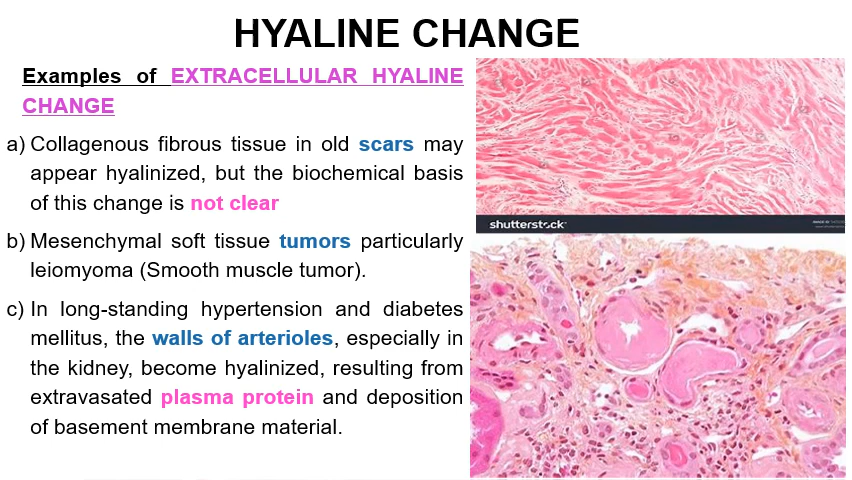 HYALINE CHANGE
Examples of EXTRACELLULAR HYALINE
CHANGE
a) Collagenous fibrous tissue in old scars may
appear hyalinized, but the biochemical basis
of this change is not clear
b) Mesenchymal soft tissue tumors particularly
leiomyoma (Smooth muscle tumor).
c) In long-standing hypertension and diabetes
mellitus, the walls of arterioles, especially in
the kidney, become hyalinized, resulting from
extravasated plasma protein and deposition
of basement membrane material.
shutterstock